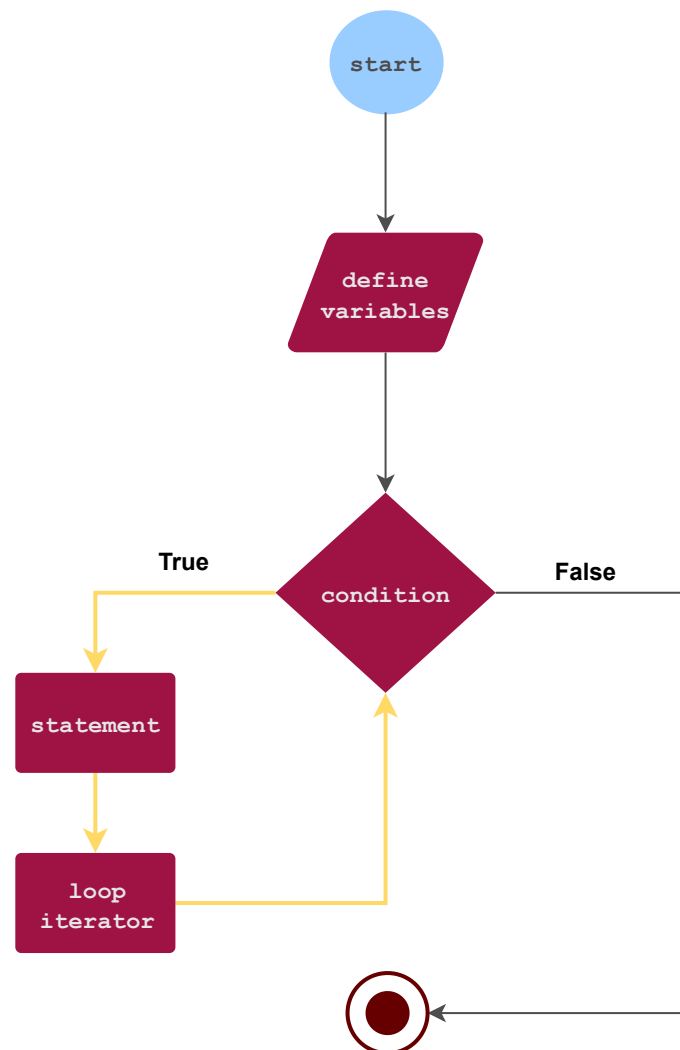 start
define
variables
True
condition
False
statement
loop
iterator